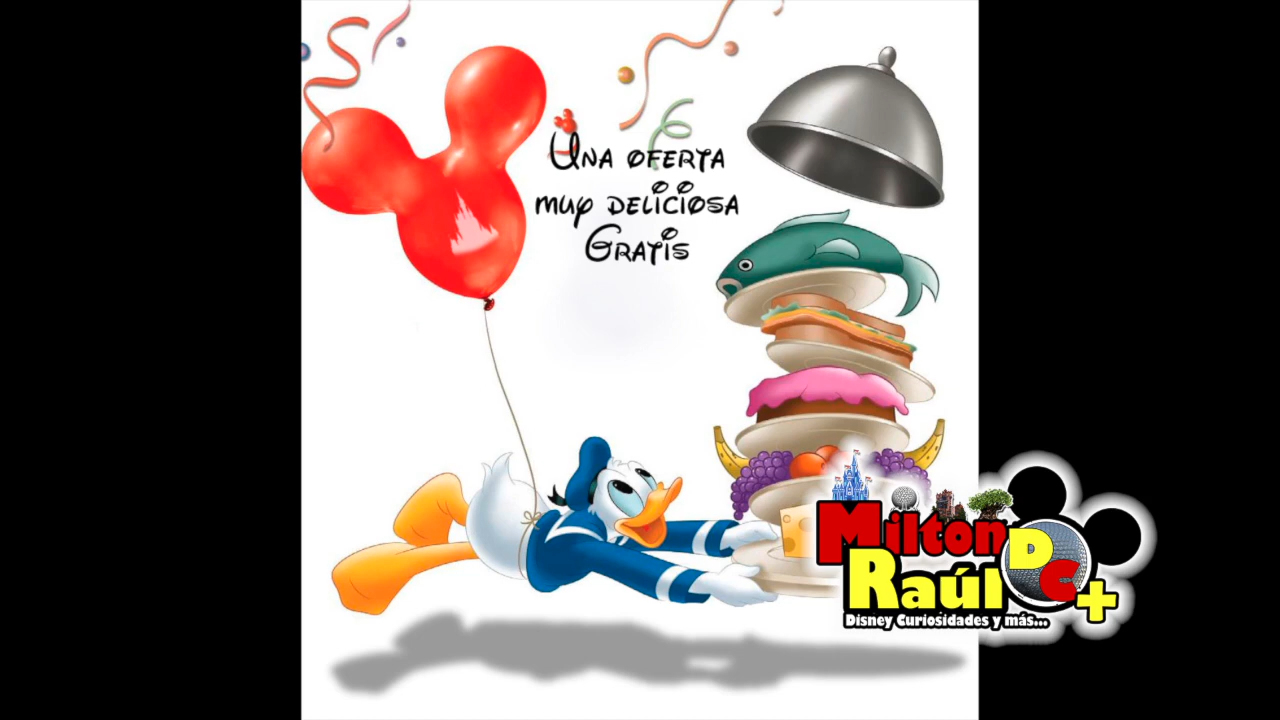 Una oferta
muy deliciosa
Gratis
Milton
Raúl
DC+
Disney Curiosidades y más...